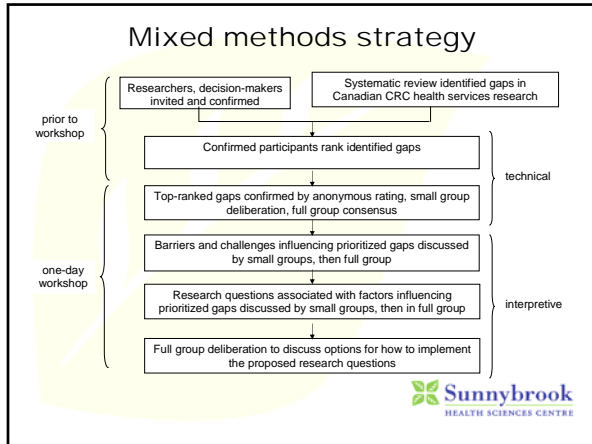 Mixed methods strategy
Researchers, decision-makers
invited and confirmed
Systematic review identified gaps in
Canadian CRC health services research
prior to
workshop
Confirmed participants rank identified gaps
technical
Top-ranked gaps confirmed by anonymous rating, small group
deliberation, full group consensus
one-day
workshop
Barriers and challenges influencing prioritized gaps discussed
by small groups, then full group
Research questions associated with factors influencing
prioritized gaps discussed by small groups, then in full group
interpretive
Full group deliberation to discuss options for how to implement
the proposed research questions
Sunnybrook
HEALTH SCIENCES CENTRE